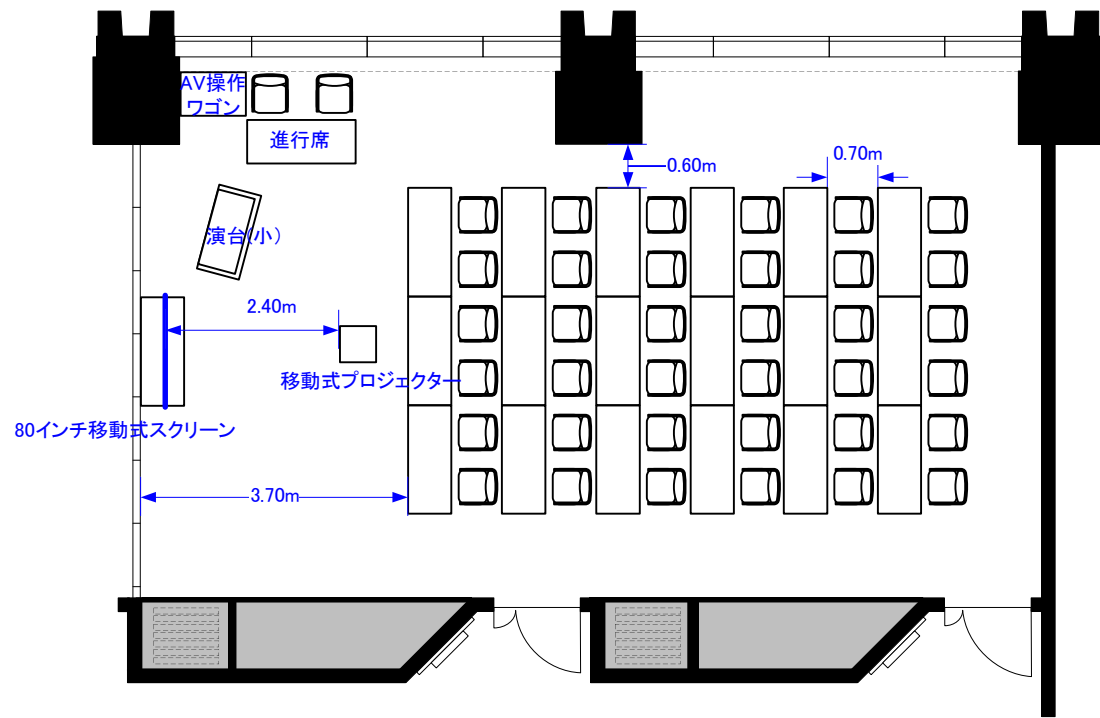 AV操作
ワゴン
進行席
0.60m
0.70m
演台(小)
2.40m
移動式プロジェクター
80インチ移動式スクリーン
3.70m